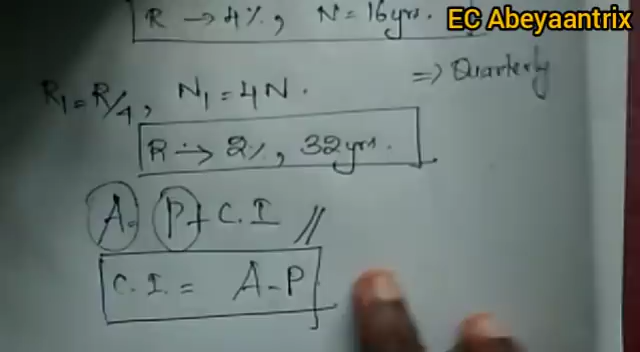 EC Abeyaantrix
R → 4%, N = 16yrs.
R₁ = R/4, N₁ = 4N. ⇒ Quarterly
R → 2%, 32yrs.
A = P + C.I //
C.I. = A - P